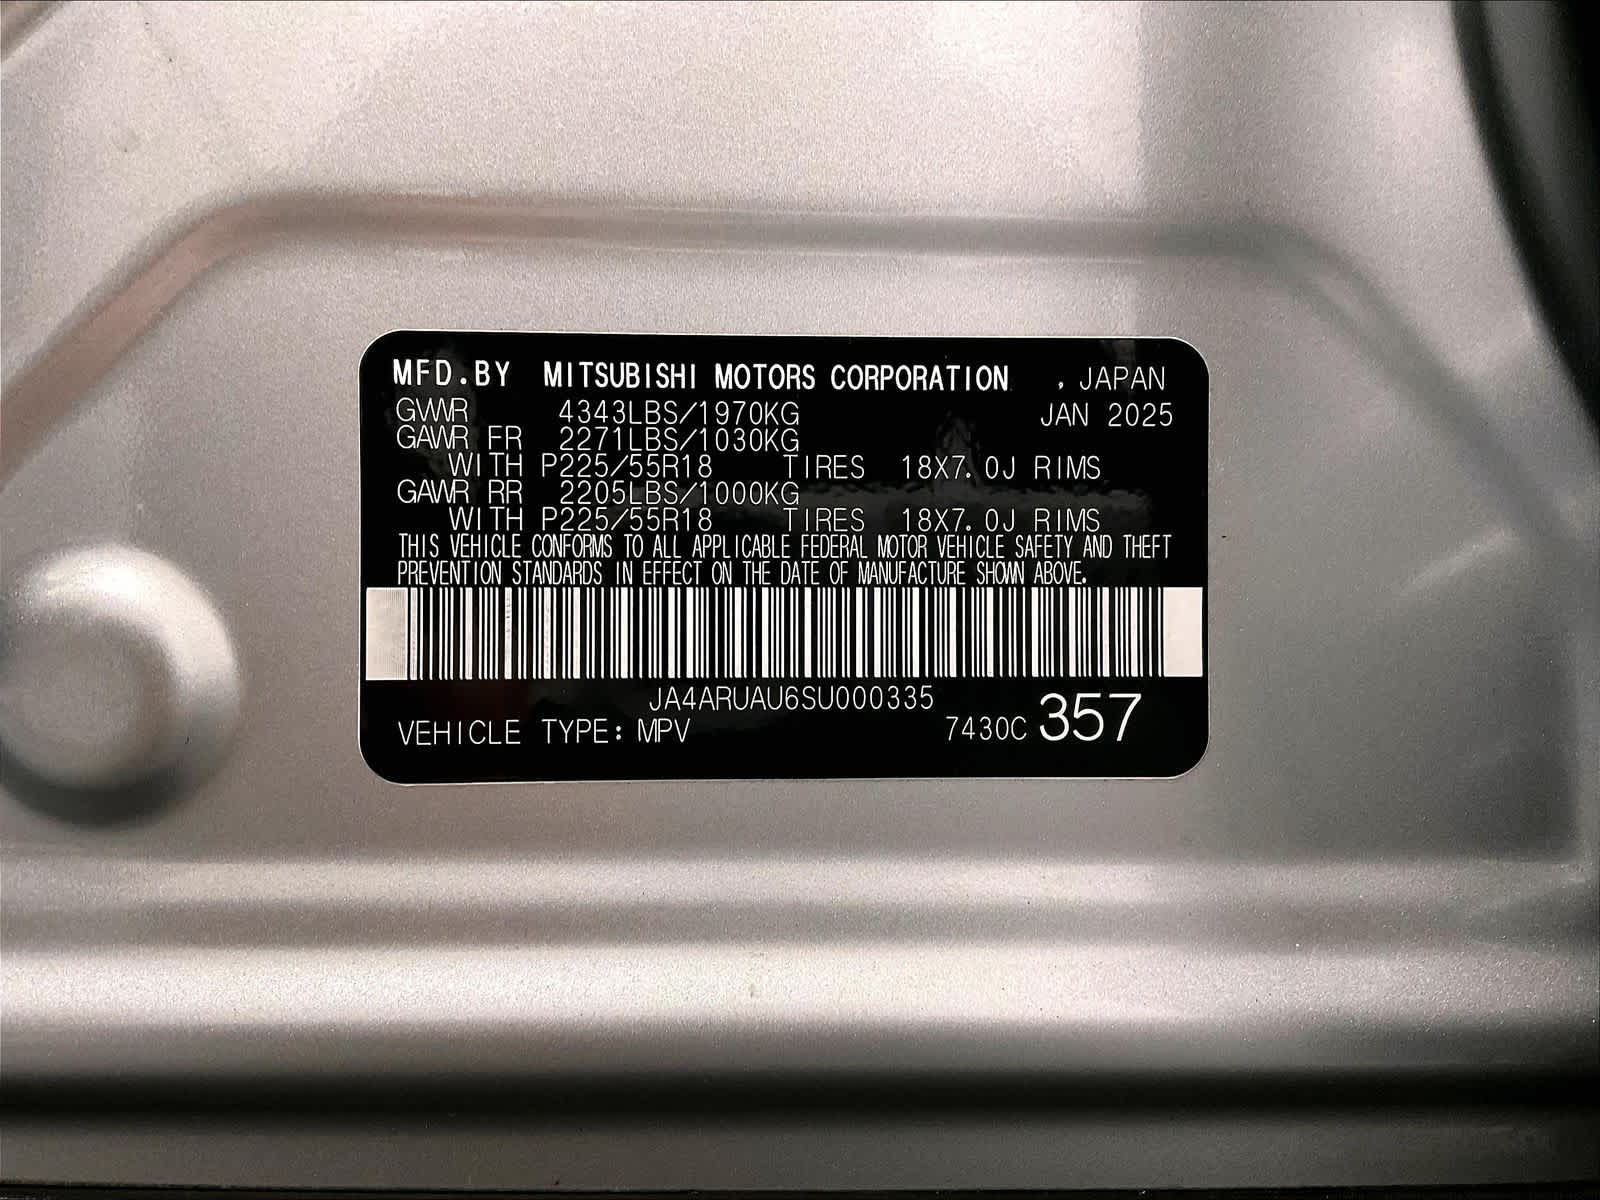 MFD.BY MITSUBISHI MOTORS CORPORATION , JAPAN
GVWR 4343LBS/1970KG JAN 2025
GAWR FR 2271LBS/1030KG
WITH P225/55R18 TIRES 18X7.0J RIMS
GAWR RR 2205LBS/1000KG
WITH P225/55R18 TIRES 18X7.0J RIMS
THIS VEHICLE CONFORMS TO ALL APPLICABLE FEDERAL MOTOR VEHICLE SAFETY AND THEFT
PREVENTION STANDARDS IN EFFECT ON THE DATE OF MANUFACTURE SHOWN ABOVE.
JA4ARUAU6SU000335
VEHICLE TYPE: MPV 7430C 357